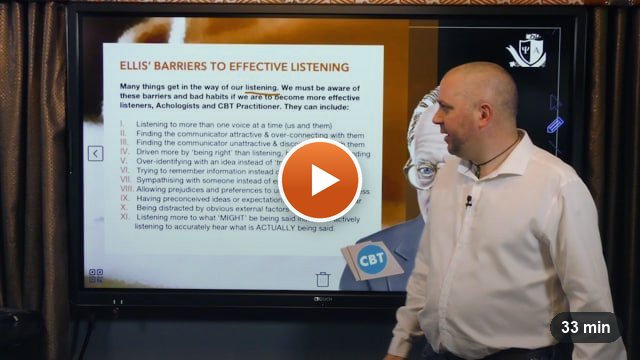 ELLIS' BARRIERS TO EFFECTIVE LISTENING
Many things get in the way of our listening. We must be aware of
these barriers and bad habits if we are to become more effective
listeners, Achologists and CBT Practitioner. They can include:
I. Listening to more than one voice at a time (us and them)
II. Finding the communicator attractive & over-connecting with them
III. Finding the communicator unattractive & them
IV. Driven more by 'being right' than listening,
V. Over-identifying with an idea instead of
VI. Trying to remember information instead
VII. Sympathising with someone instead of
VIII. Allowing prejudices and preferences to
IX. Having preconceived ideas or
X. Being distracted by obvious external factors
XI. Listening more to what 'MIGHT' be being said
listening to accurately hear what is ACTUALLY being said.
CBT
33 min